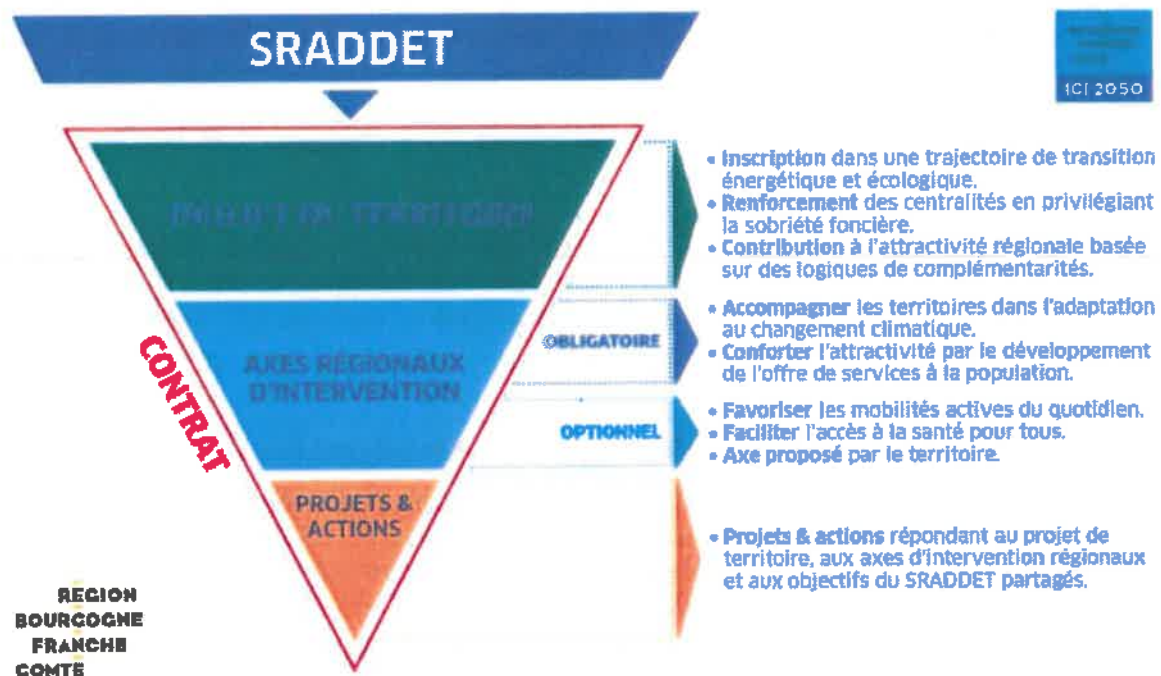 SRADDET
ICI 2050
PROJET DE TERRITOIRE
• Inscription dans une trajectoire de transition
énergétique et écologique.
• Renforcement des centralités en privilégiant
la sobriété foncière.
• Contribution à l'attractivité régionale basée
sur des logiques de complémentarités.
CONTRAT
AXES RÉGIONAUX
D'INTERVENTION
OBLIGATOIRE
• Accompagner les territoires dans l'adaptation
au changement climatique.
• Conforter l'attractivité par le développement
de l'offre de services à la population.
OPTIONNEL
• Favoriser les mobilités actives du quotidien.
• Faciliter l'accès à la santé pour tous.
• Axe proposé par le territoire.
PROJETS &
ACTIONS
• Projets & actions répondant au projet de
territoire, aux axes d'intervention régionaux
et aux objectifs du SRADDET partagés.
REGION
BOURGOGNE
FRANCHE
COMTE